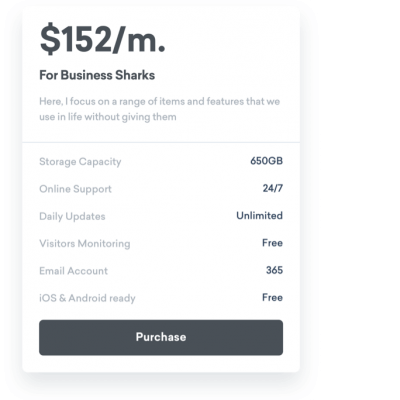 $152/m.
For Business Sharks
Here, I focus on a range of items and features that we
use in life without giving them
Storage Capacity 650GB
Online Support 24/7
Daily Updates Unlimited
Visitors Monitoring Free
Email Account 365
iOS & Android ready Free
Purchase